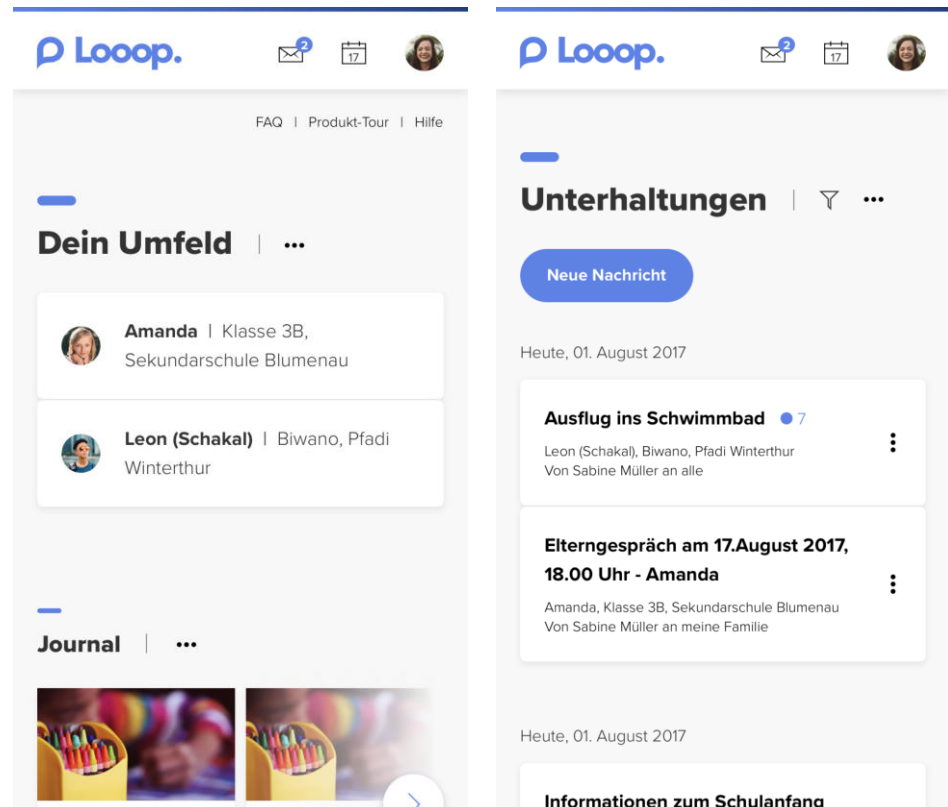 Looop.
2
17
FAQ | Produkt-Tour | Hilfe
Dein Umfeld |
Amanda | Klasse 3B,
Sekundarschule Blumenau
Leon (Schakal) | Biwano, Pfadi
Winterthur
Journal |
Looop.
2
17
Unterhaltungen |
Neue Nachricht
Heute, 01. August 2017
Ausflug ins Schwimmbad 7
Leon (Schakal), Biwano, Pfadi Winterthur
Von Sabine Müller an alle
Elterngespräch am 17.August 2017,
18.00 Uhr - Amanda
Amanda, Klasse 3B, Sekundarschule Blumenau
Von Sabine Müller an meine Familie
Heute, 01. August 2017
Informationen zum Schulanfang